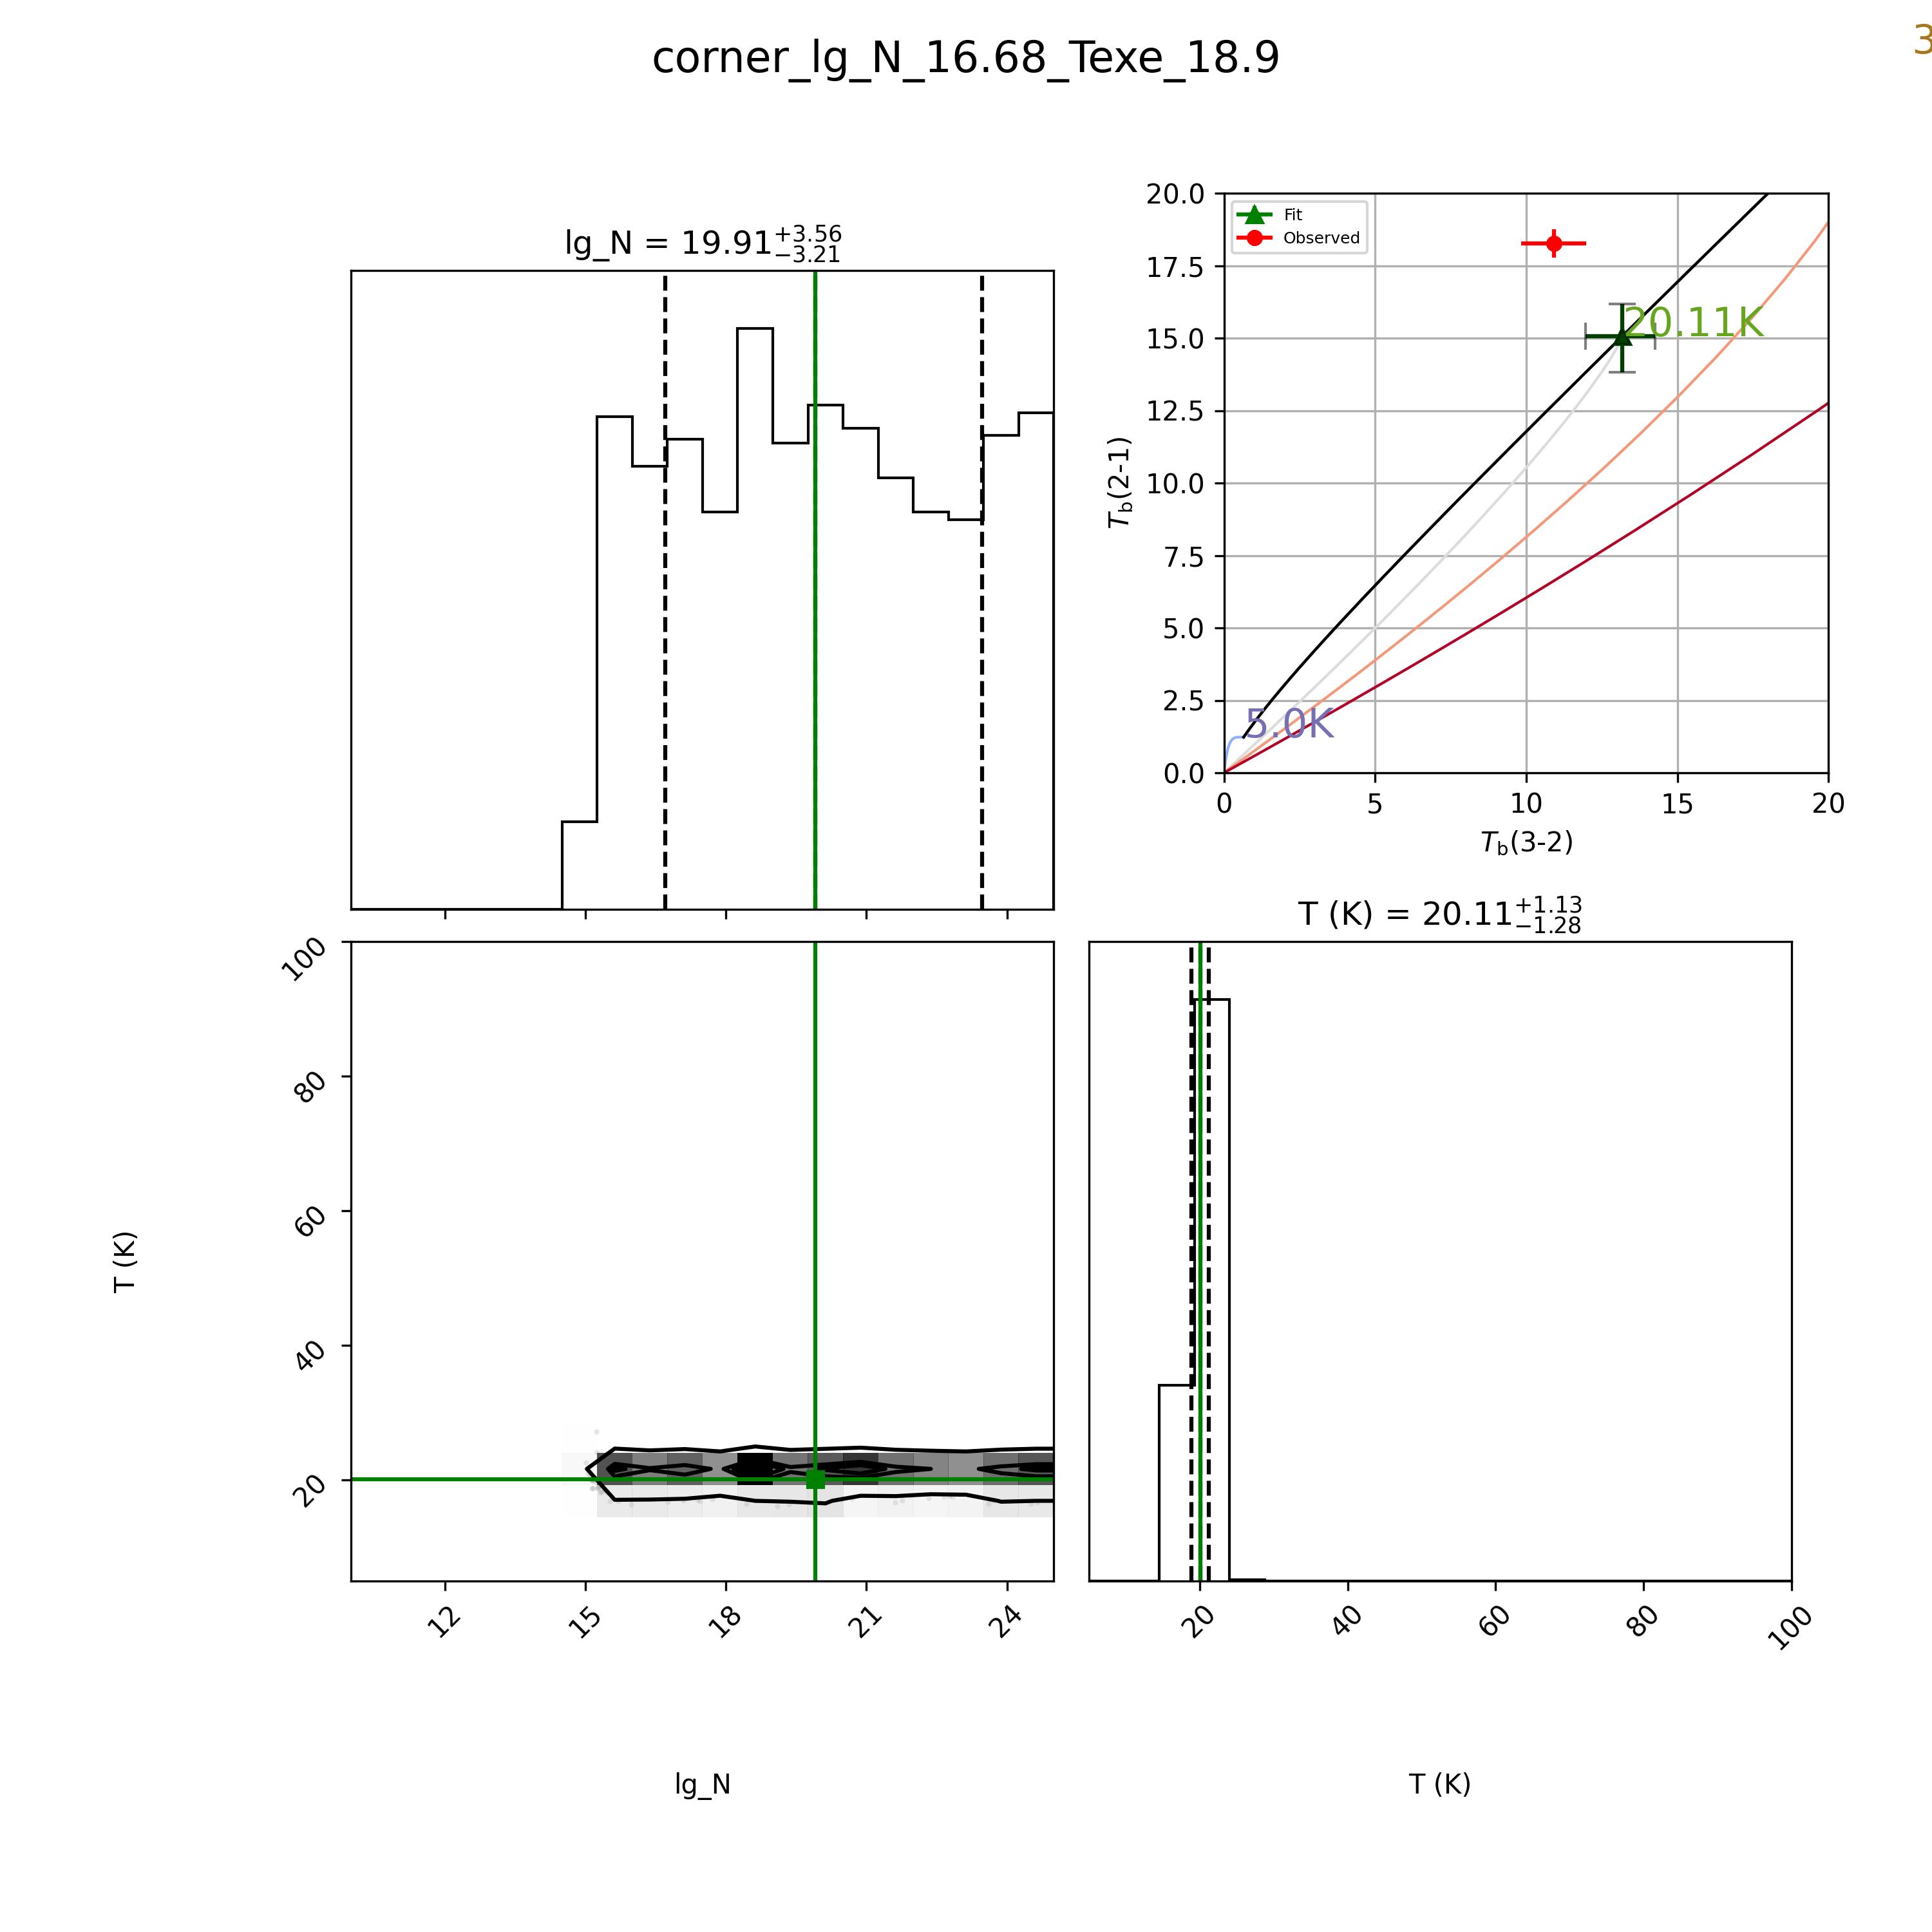 corner_lg_N_16.68_Texe_18.9
3
lg_N = 19.91 +3.56 −3.21
20.0
17.5
15.0
12.5
10.0
7.5
5.0
2.5
0.0
Tb(2-1)
Fit
Observed
20.11K
5.0K
0 5 10 15 20
Tb(3-2)
T (K) = 20.11 +1.13 −1.28
100
80
60
40
20
T (K)
12 15 18 21 24
lg_N
20 40 60 80 100
T (K)